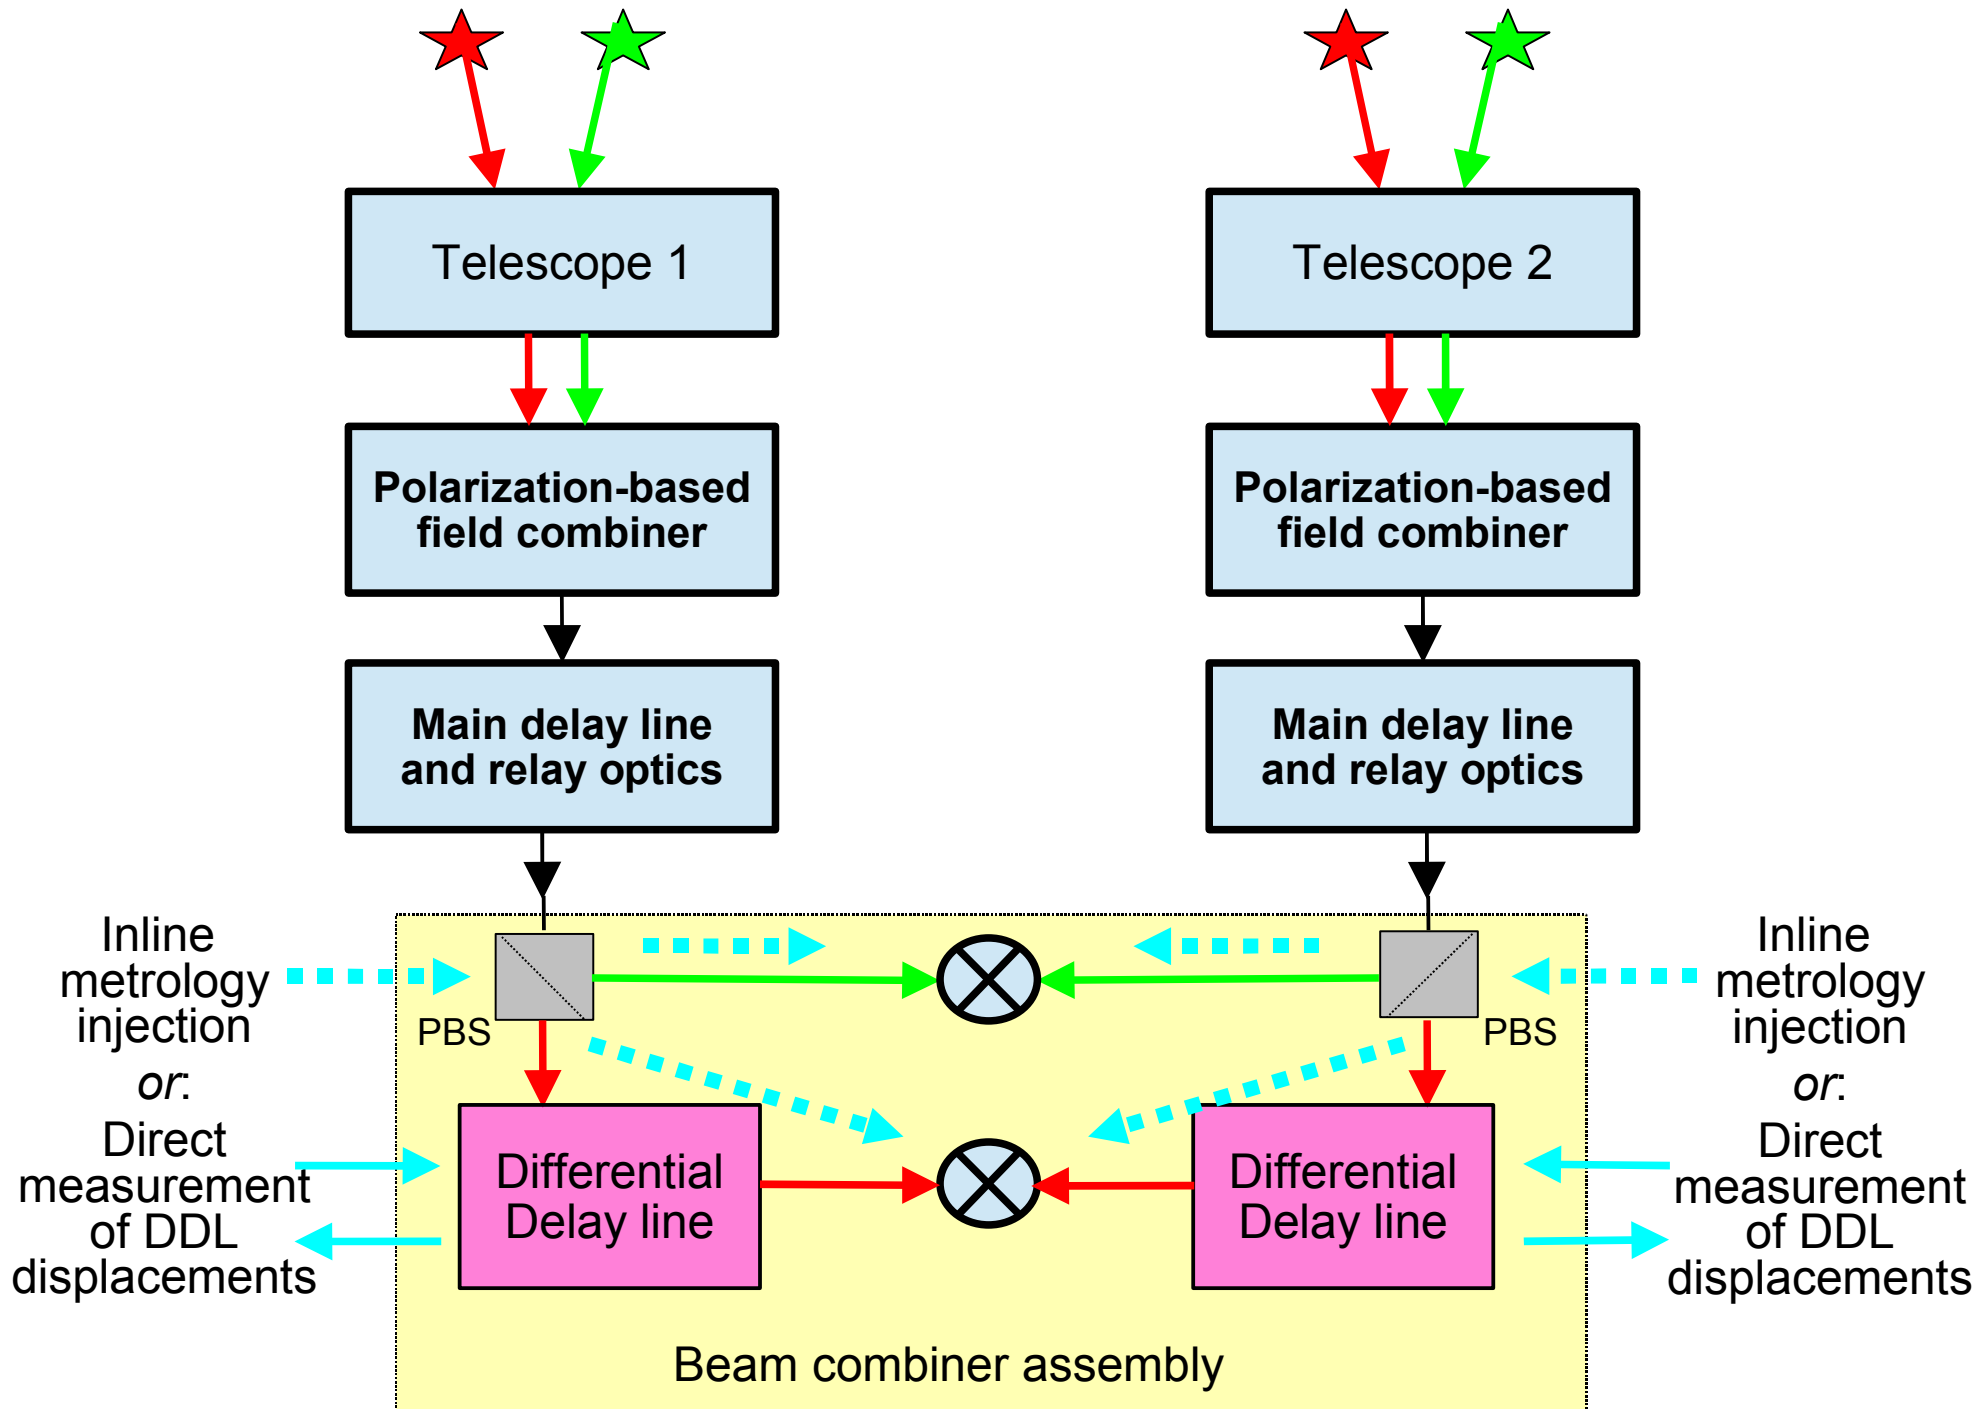 Telescope 1
Telescope 2
Polarization-based
field combiner
Polarization-based
field combiner
Main delay line
and relay optics
Main delay line
and relay optics
Inline
metrology
injection
or:
Direct
measurement
of DDL
displacements
PBS
PBS
Inline
metrology
injection
or:
Direct
measurement
of DDL
displacements
Differential
Delay line
Differential
Delay line
Beam combiner assembly